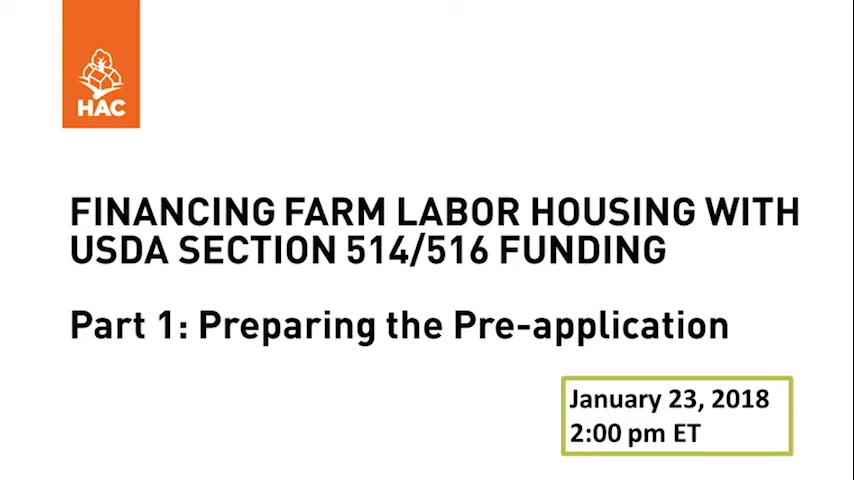 HAC
FINANCING FARM LABOR HOUSING WITH
USDA SECTION 514/516 FUNDING
Part 1: Preparing the Pre-application
January 23, 2018
2:00 pm ET